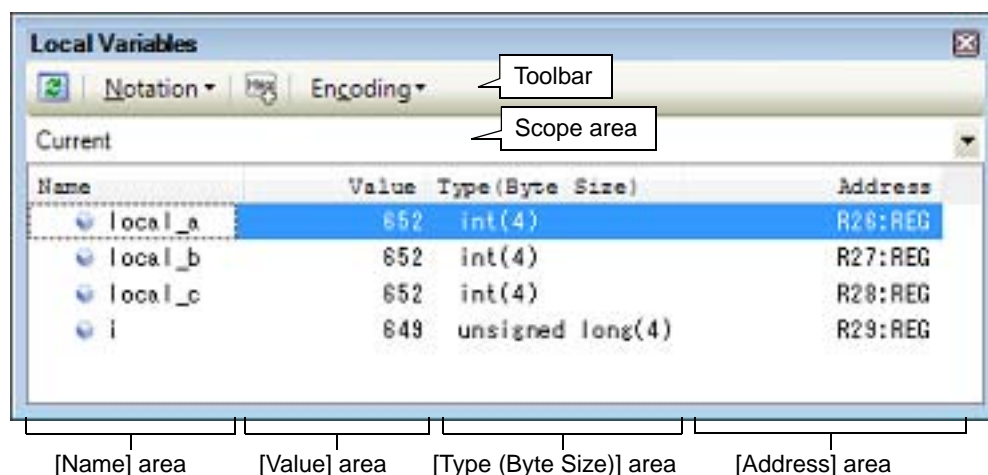 Local Variables
Notation Hex Encoding
Toolbar
Current
Scope area
Name Value Type(Byte Size) Address
local_a 652 int(4) R26:REG
local_b 652 int(4) R27:REG
local_c 652 int(4) R28:REG
i 649 unsigned long(4) R29:REG
[Name] area [Value] area [Type (Byte Size)] area [Address] area